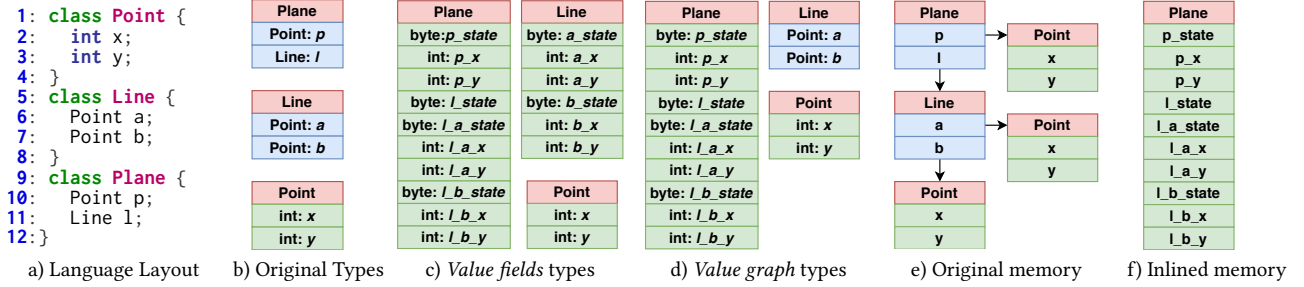 1: class Point {
2: int x;
3: int y;
4: }
5: class Line {
6: Point a;
7: Point b;
8: }
9: class Plane {
10: Point p;
11: Line l;
12:}
a) Language Layout
Plane
Point: p
Line: l
Line
Point: a
Point: b
Point
int: x
int: y
b) Original Types
Plane
byte:p_state
int: p_x
int: p_y
byte: l_state
byte: l_a_state
int: l_a_x
int: l_a_y
byte: l_b_state
int: l_b_x
int: l_b_y
Line
byte: a_state
int: a_x
int: a_y
byte: b_state
int: b_x
int: b_y
Point
int: x
int: y
c) Value fields types
Plane
byte: p_state
int: p_x
int: p_y
byte: l_state
byte: l_a_state
int: l_a_x
int: l_a_y
byte: l_b_state
int: l_b_x
int: l_b_y
Line
Point: a
Point: b
Point
int: x
int: y
d) Value graph types
Plane
p
l
Point
x
y
Line
a
b
Point
x
y
Point
x
y
e) Original memory
Plane
p_state
p_x
p_y
l_state
l_a_state
l_a_x
l_a_y
l_b_state
l_b_x
l_b_y
f) Inlined memory